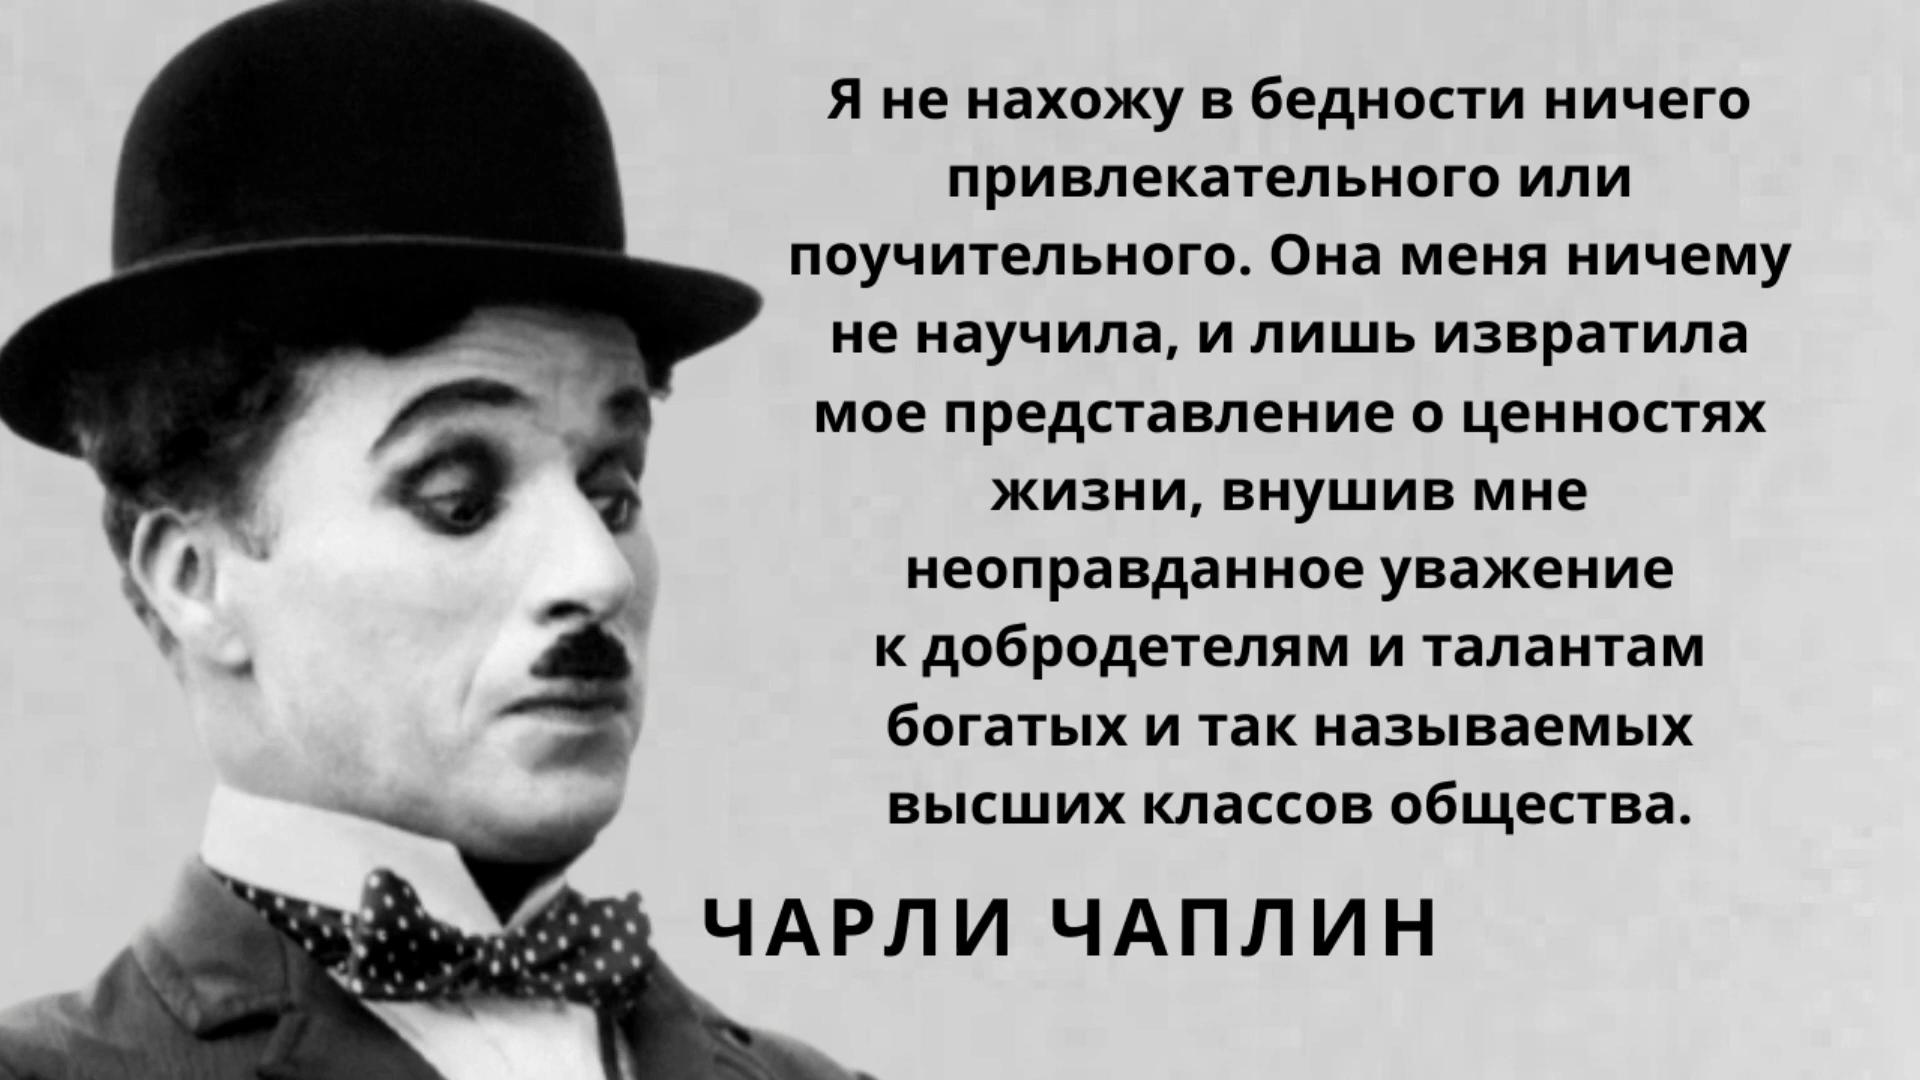 Я не нахожу в бедности ничего
привлекательного или
поучительного. Она меня ничему
не научила, и лишь извратила
мое представление о ценностях
жизни, внушив мне
неоправданное уважение
к добродетелям и талантам
богатых и так называемых
высших классов общества.
ЧАРЛИ ЧАПЛИН